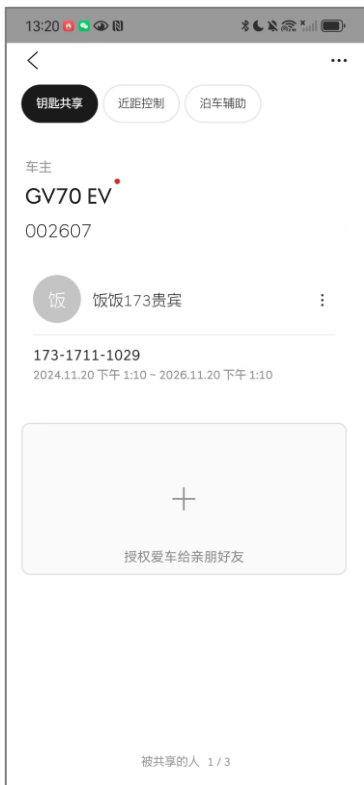 13:20
钥匙共享 近距控制 泊车辅助
车主
GV70 EV
002607
饭 饭饭173贵宾
173-1711-1029
2024.11.20 下午 1:10 ~ 2026.11.20 下午 1:10
授权爱车给亲朋好友
被共享的人 1 / 3